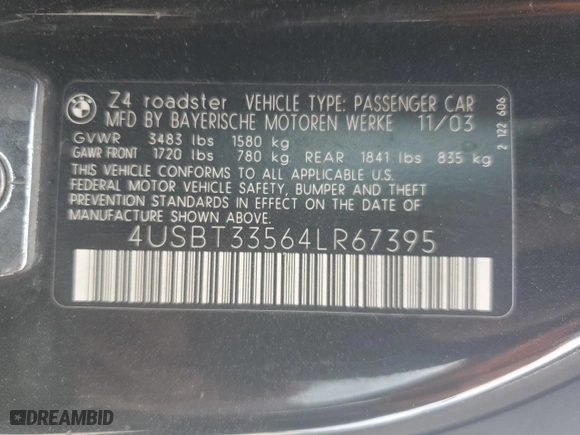 Z4 roadster VEHICLE TYPE: PASSENGER CAR
MFD BY BAYERISCHE MOTOREN WERKE 11/03
GVWR 3483 lbs 1580 kg
GAWR FRONT 1720 lbs 780 kg REAR 1841 lbs 835 kg
THIS VEHICLE CONFORMS TO ALL APPLICABLE U.S.
FEDERAL MOTOR VEHICLE SAFETY, BUMPER AND THEFT
PREVENTION STANDARDS IN EFFECT ON THE DATE OF
MANUFACTURE SHOWN ABOVE.
4USBT33564LR67395
2 122 606
DREAMBID